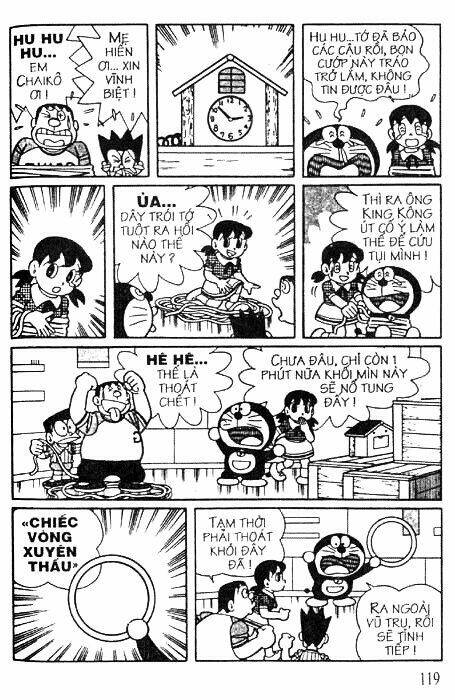 HU HU
HU...
EM
CHAIKÔ
ƠI !
MẸ
HIỀN
ƠI... XIN
VĨNH
BIỆT !
HU HU...TỚ ĐÃ BẢO
CÁC CẬU RỒI, BỌN
CƯỚP NÀY TRÁO
TRỞ LẮM, KHÔNG
TIN ĐƯỢC ĐÂU !
ỦA...
DÂY TRÓI TỚ
TUỘT RA HỒI
NÀO THẾ
NÀY ?
THÌ RA ÔNG
KING KÔNG
ÚT CÓ Ý LÀM
THẾ ĐỂ CỨU
TỤI MÌNH !
HÊ HÊ...
THẾ LÀ
THOÁT
CHẾT !
CHƯA ĐÂU, CHỈ CÒN 1
PHÚT NỮA KHỐI MÌN NÀY
SẼ NỔ TUNG
ĐẤY !
«CHIẾC
VÒNG
XUYÊN
THẤU»
TẠM THỜI
PHẢI THOÁT
KHỎI ĐÂY
ĐÃ !
RA NGOÀI
VŨ TRỤ, RỒI
SẼ TÍNH
TIẾP !
119